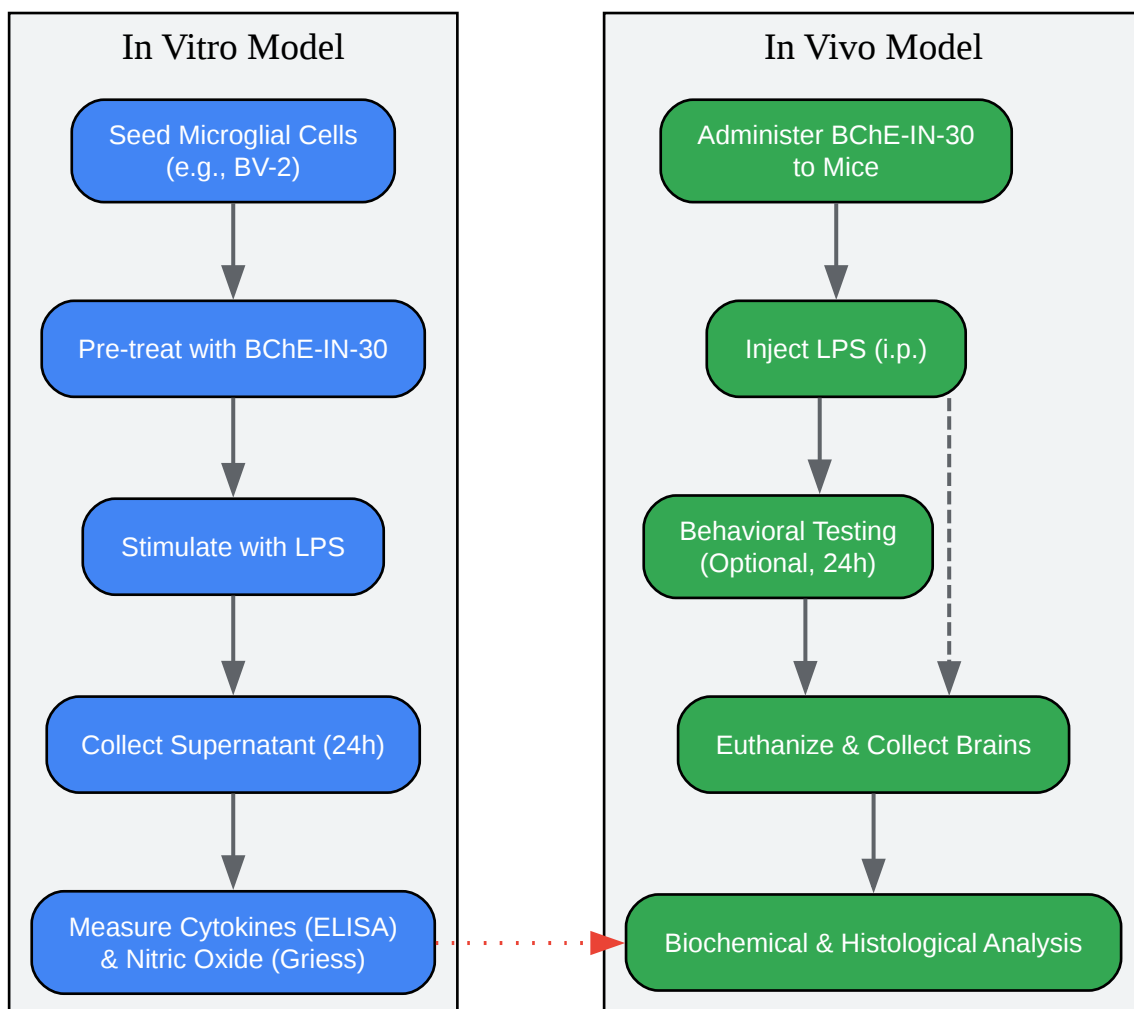 In Vitro Model
Seed Microglial Cells
(e.g., BV-2)
Pre-treat with BChE-IN-30
Stimulate with LPS
Collect Supernatant (24h)
Measure Cytokines (ELISA)
& Nitric Oxide (Griess)
In Vivo Model
Administer BChE-IN-30
to Mice
Inject LPS (i.p.)
Behavioral Testing
(Optional, 24h)
Euthanize & Collect Brains
Biochemical & Histological Analysis